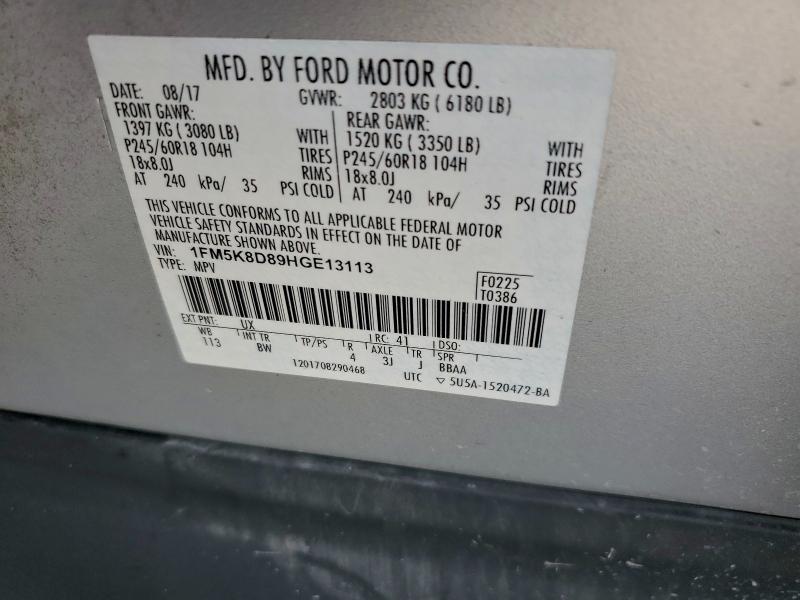 MFD. BY FORD MOTOR CO.
DATE: 08/17 GVWR: 2803 KG ( 6180 LB)
FRONT GAWR: REAR GAWR:
1397 KG ( 3080 LB) WITH 1520 KG ( 3350 LB) WITH
P245/60R18 104H TIRES P245/60R18 104H TIRES
18x8.0J RIMS 18x8.0J RIMS
AT 240 kPa/ 35 PSI COLD AT 240 kPa/ 35 PSI COLD
THIS VEHICLE CONFORMS TO ALL APPLICABLE FEDERAL MOTOR
VEHICLE SAFETY STANDARDS IN EFFECT ON THE DATE OF
MANUFACTURE SHOWN ABOVE.
VIN: 1FM5K8D89HGE13113
TYPE: MPV
F0225
T0386
EXT PNT: UX RC: 41 DSO:
WB INT TR TP/PS R AXLE TR SPR
113 BW 4 3J J BBAA
1201708290468 UTC ▽ 5U5A-1520472-BA